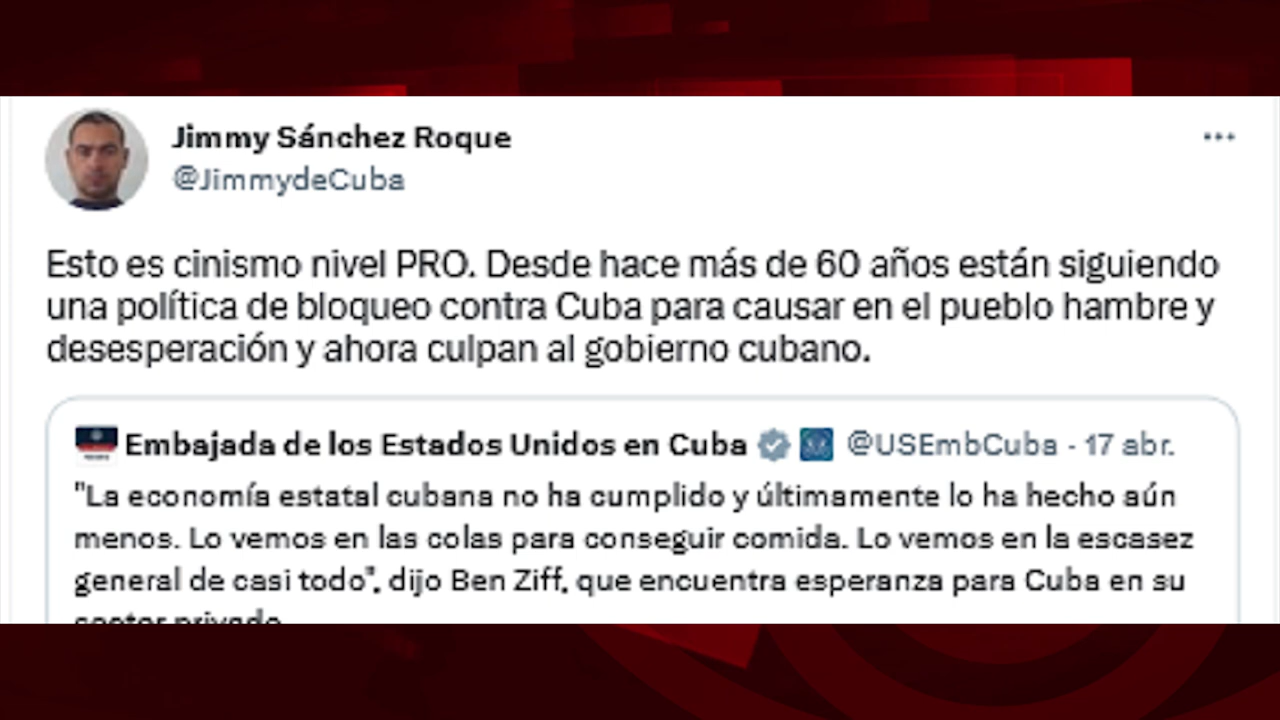 Jimmy Sánchez Roque
@JimmydeCuba
Esto es cinismo nivel PRO. Desde hace más de 60 años están siguiendo
una política de bloqueo contra Cuba para causar en el pueblo hambre y
desesperación y ahora culpan al gobierno cubano.
Embajada de los Estados Unidos en Cuba @USEmbCuba · 17 abr.
"La economía estatal cubana no ha cumplido y últimamente lo ha hecho aún
menos. Lo vemos en las colas para conseguir comida. Lo vemos en la escasez
general de casi todo", dijo Ben Ziff, que encuentra esperanza para Cuba en su
sector privado